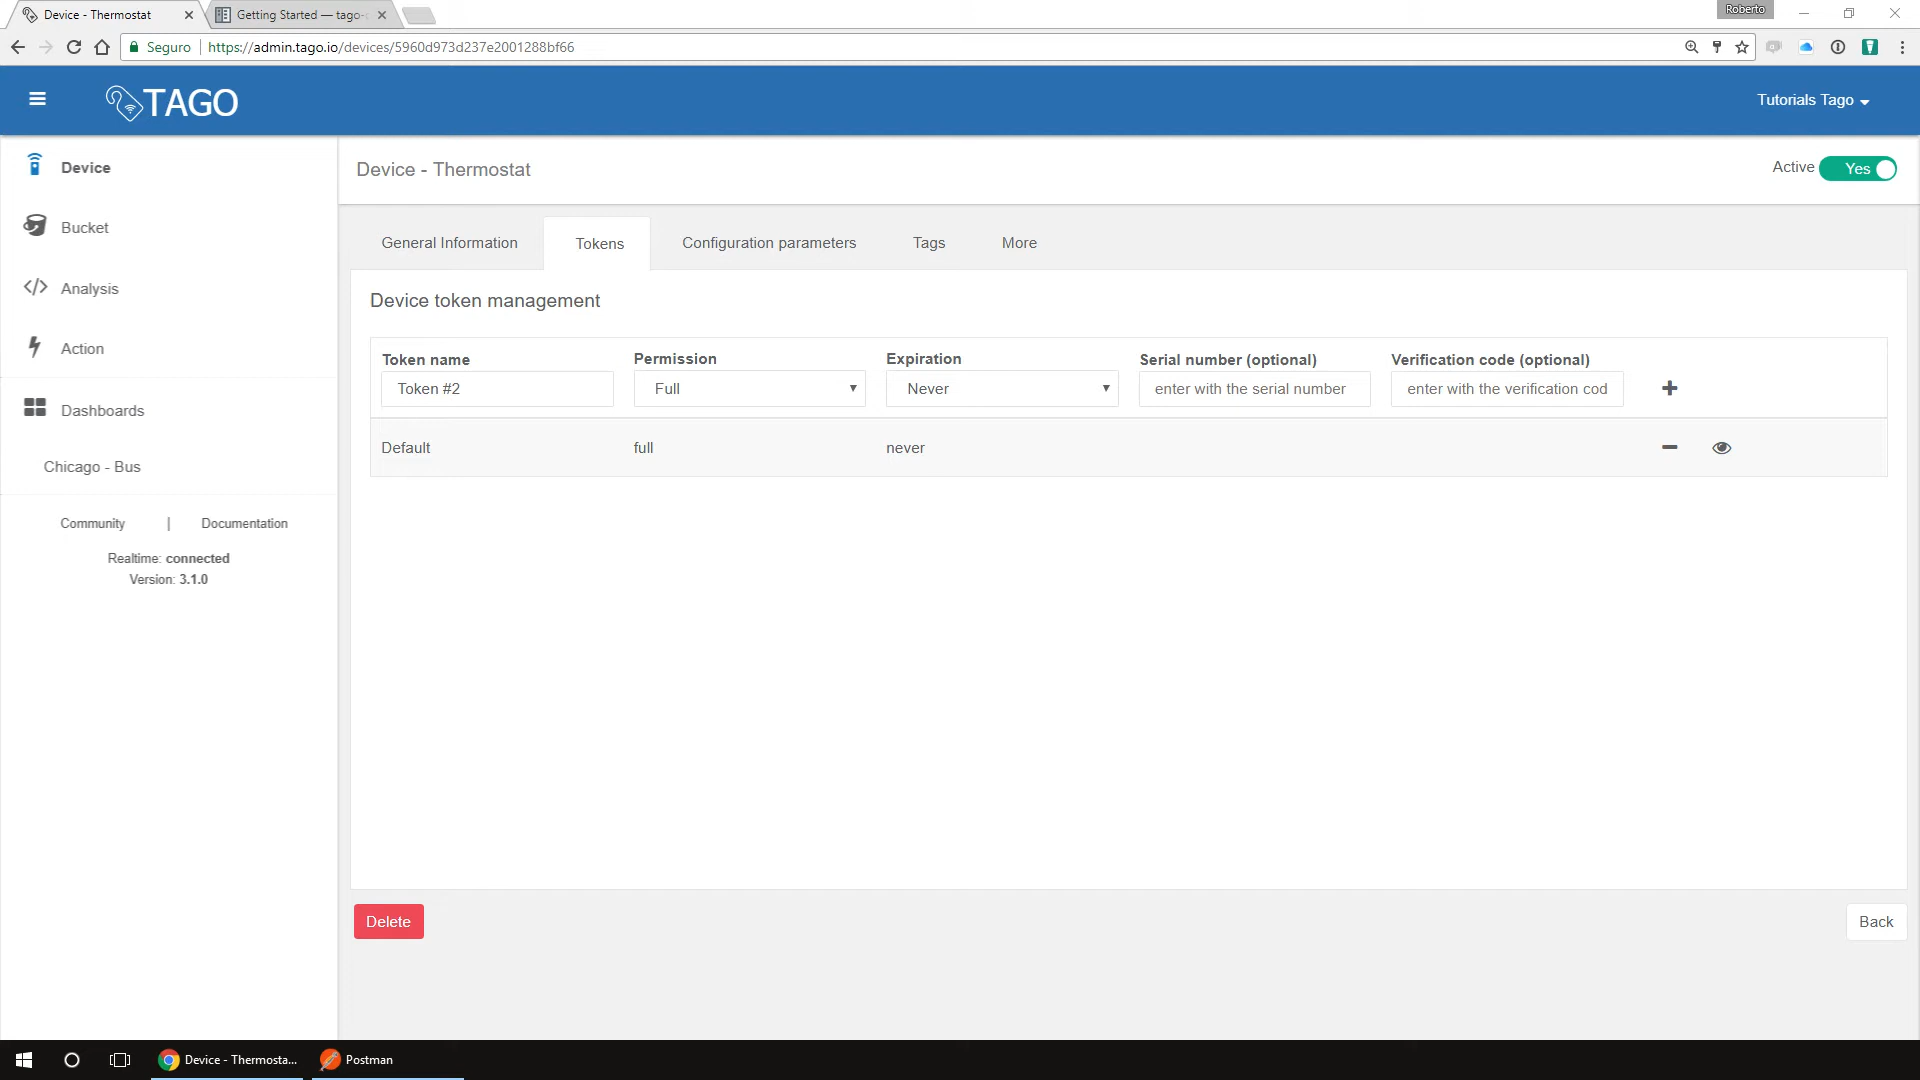 Device - Thermostat
Getting Started — tago-
Roberto
Seguro
https://admin.tago.io/devices/5960d973d237e2001288bf66
TAGO
Tutorials Tago
Device
Bucket
Analysis
Action
Dashboards
Chicago - Bus
Community | Documentation
Realtime: connected
Version: 3.1.0
Device - Thermostat
Active Yes
General Information
Tokens
Configuration parameters
Tags
More
Device token management
Token name
Permission
Expiration
Serial number (optional)
Verification code (optional)
Token #2
Full
Never
enter with the serial number
enter with the verification cod
Default
full
never
Delete
Back
Device - Thermosta...
Postman